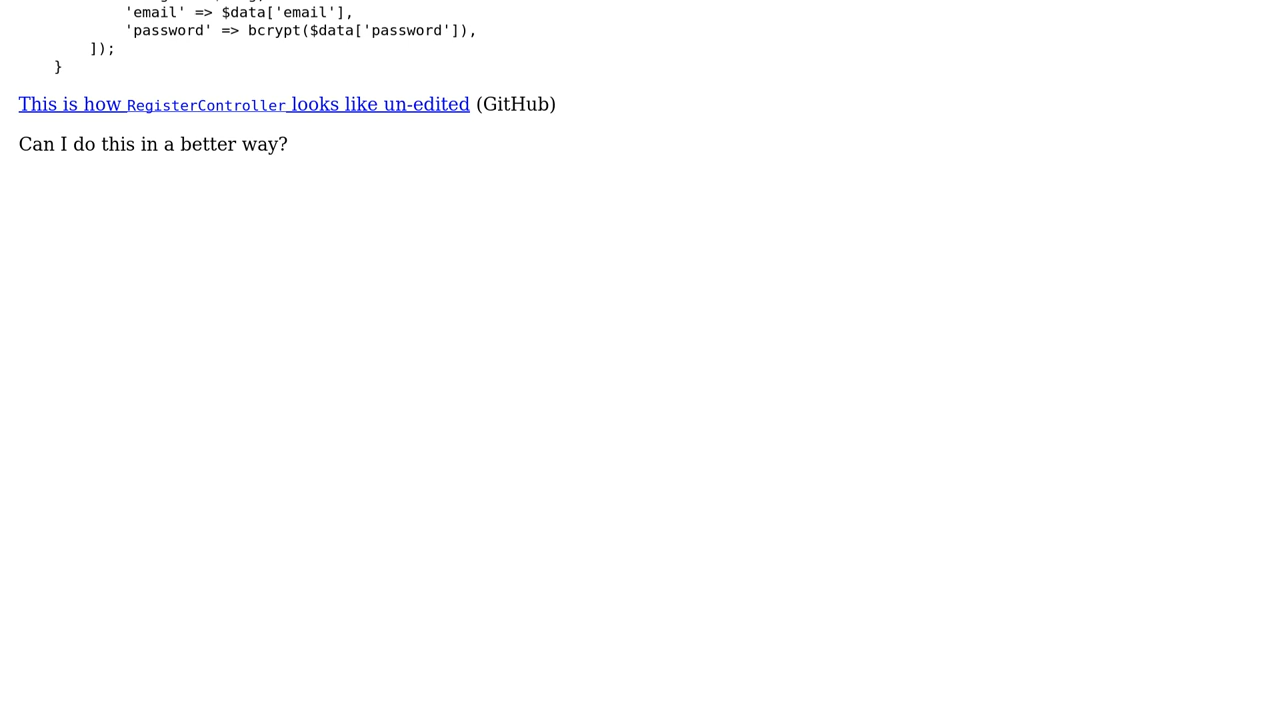 'email' => $data['email'],
'password' => bcrypt($data['password']),
]);
}
This is how RegisterController looks like un-edited (GitHub)
Can I do this in a better way?